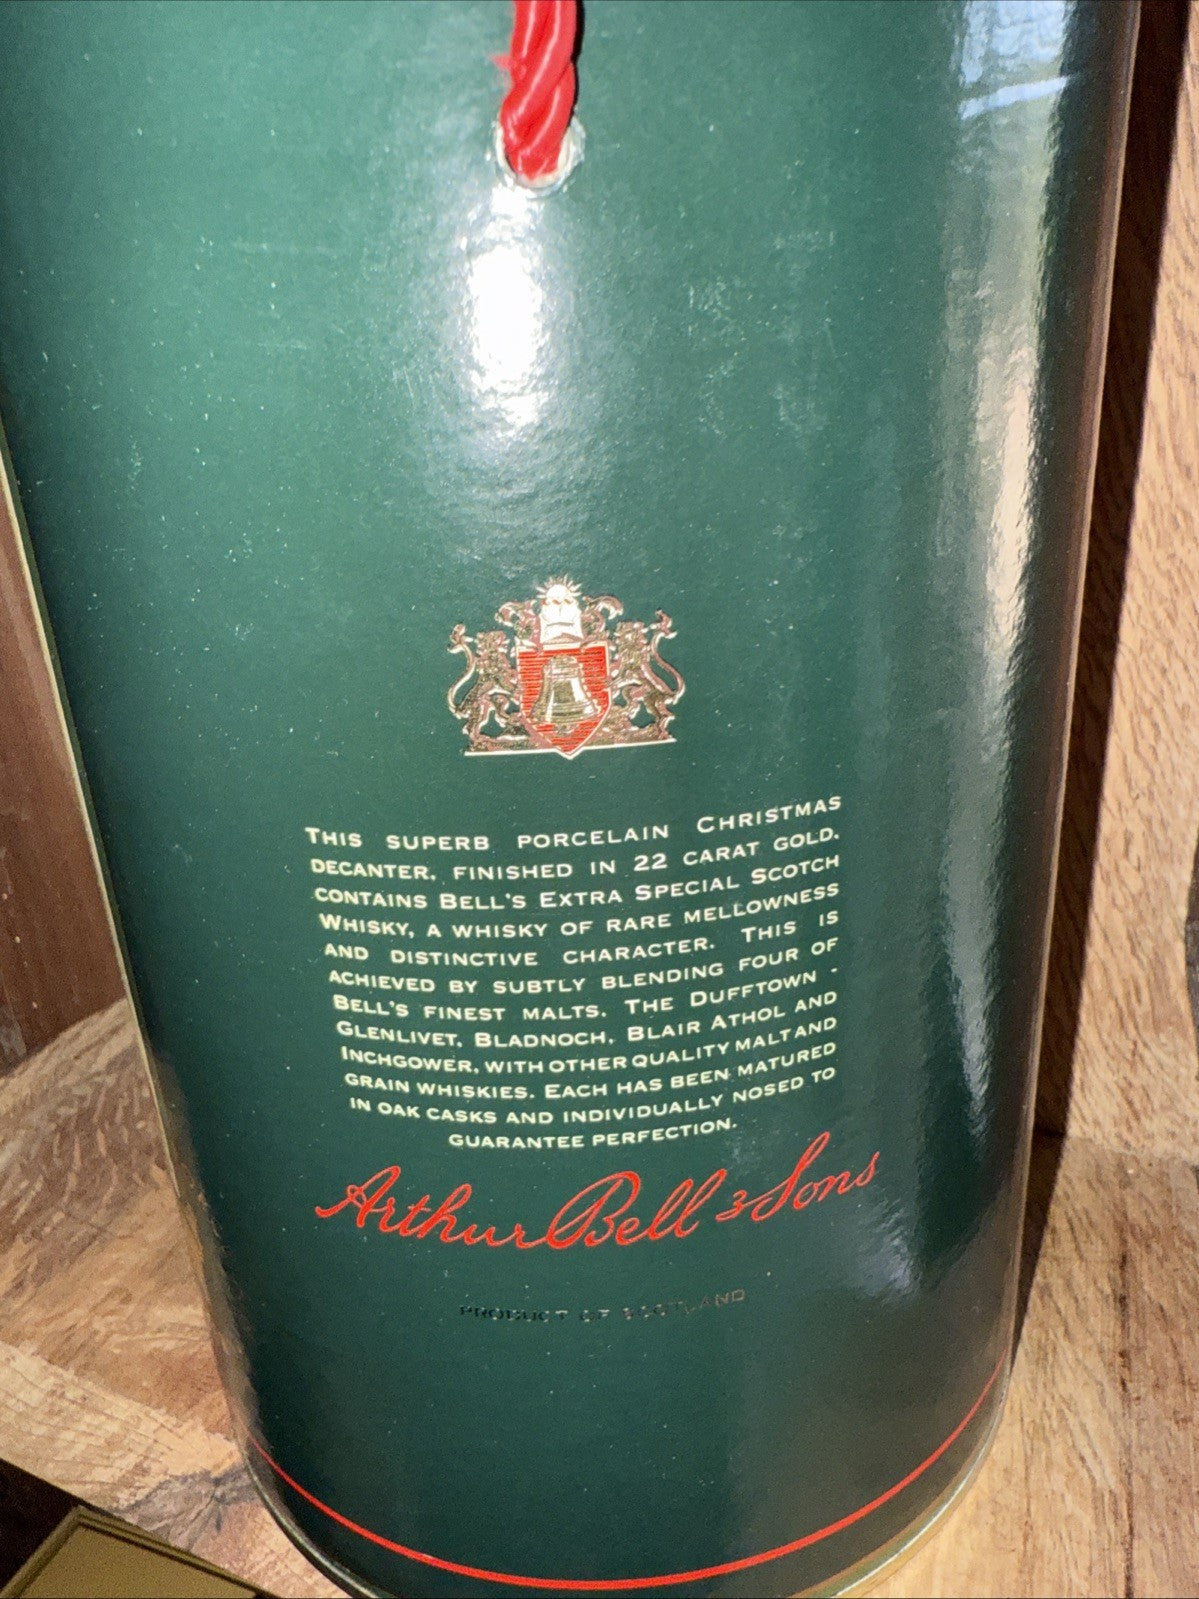 This superb porcelain Christmas
decanter, finished in 22 carat gold,
contains Bell's Extra Special Scotch
Whisky, a whisky of rare mellowness
and distinctive character. This is
achieved by subtly blending four of
Bell's finest malts. The Dufftown -
Glenlivet, Bladnoch, Blair Athol and
Inchgower, with other quality malt and
grain whiskies. Each has been matured
in oak casks and individually nosed to
guarantee perfection.
Arthur Bell & Sons
PRODUCT OF SCOTLAND